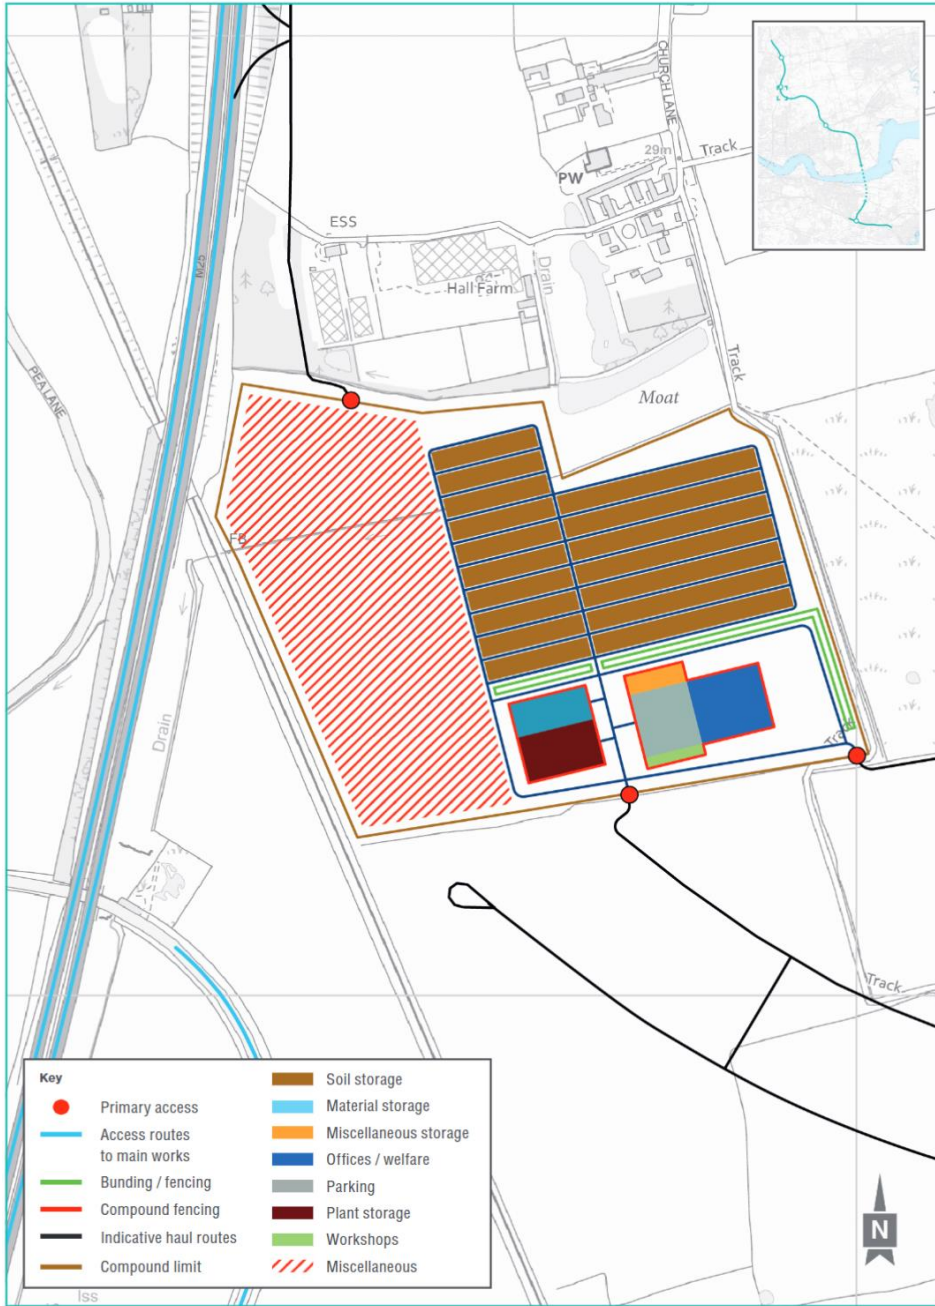 CHURCH LANE
29m
Track
PW
ESS
M25
Hall Farm
Drain
PEA LANE
Track
Moat
FB
Drain
Track
Track
Key
Primary access
Access routes
to main works
Bunding / fencing
Compound fencing
Indicative haul routes
Compound limit
Soil storage
Material storage
Miscellaneous storage
Offices / welfare
Parking
Plant storage
Workshops
Miscellaneous
N
lss